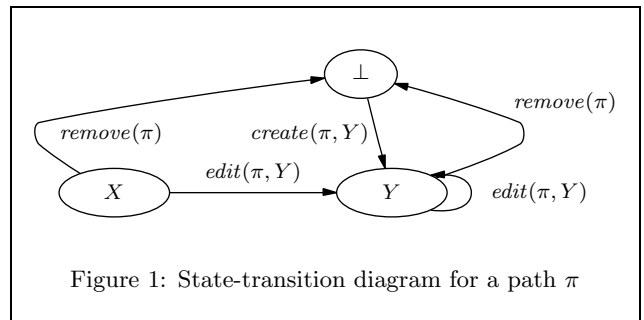 ⊥
remove(π)
remove(π)
create(π, Y)
edit(π, Y)
X
Y
edit(π, Y)
Figure 1: State-transition diagram for a path π